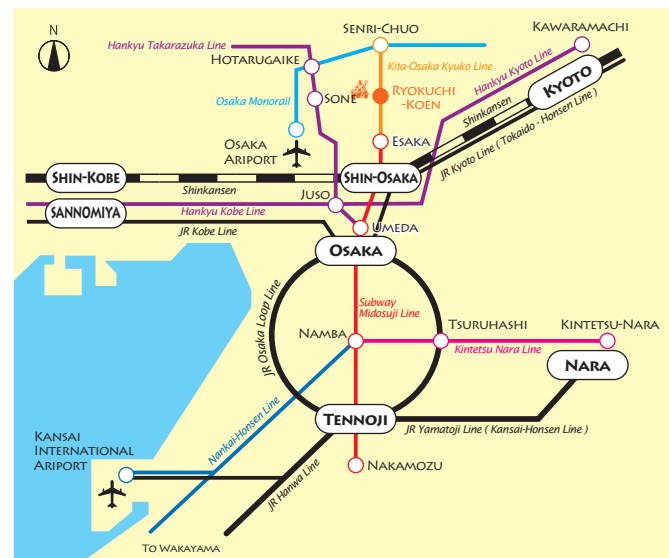 N
SENRI-CHUO
KAWARAMACHI
Hankyu Takarazuka Line
HOTARUGAIKE
Kita-Osaka Kyuko Line
Hankyu Kyoto Line
SONE
RYOKUCHI
-KOEN
Osaka Monorail
KYOTO
Shinkansen
OSAKA
ARIPORT
ESAKA
JR Kyoto Line ( Tokaido - Honsen Line )
SHIN-KOBE
SHIN-OSAKA
Shinkansen
JUSO
SANNOMIYA
Hankyu Kobe Line
JR Kobe Line
UMEDA
OSAKA
JR Osaka Loop Line
Subway
Midosuji Line
NAMBA
TSURUHASHI
KINTETSU-NARA
Kintetsu Nara Line
NARA
Nankai-Honsen Line
TENNOJI
JR Yamatoji Line ( Kansai-Honsen Line )
KANSAI
INTERNATIONAL
ARIPORT
JR Hanwa Line
NAKAMOZU
TO WAKAYAMA